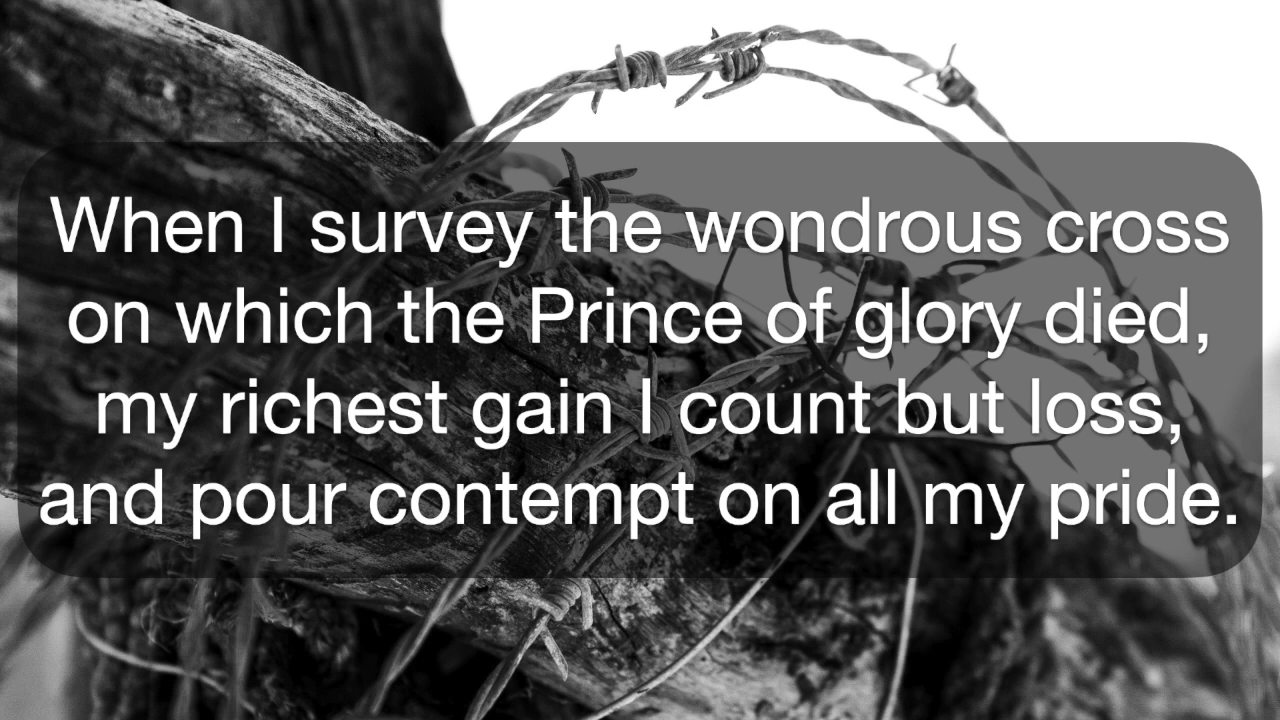 When I survey the wondrous cross
on which the Prince of glory died,
my richest gain I count but loss,
and pour contempt on all my pride.